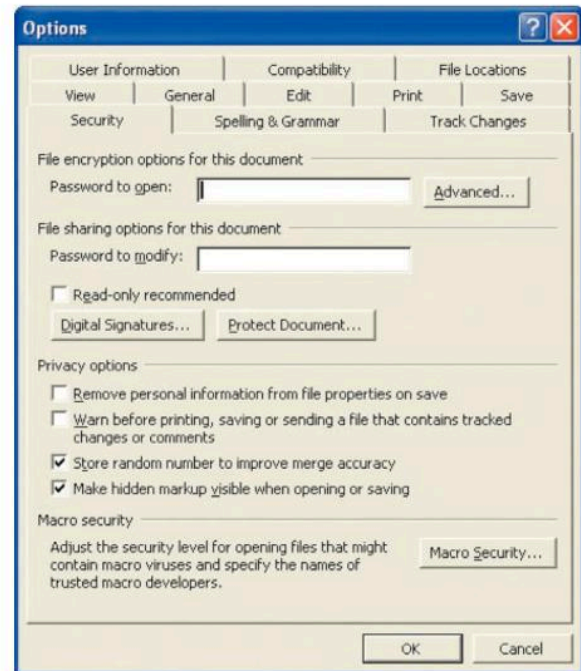 Options
User Information Compatibility File Locations
View General Edit Print Save
Security Spelling & Grammar Track Changes
File encryption options for this document
Password to open: Advanced...
File sharing options for this document
Password to modify:
Read-only recommended
Digital Signatures... Protect Document...
Privacy options
Remove personal information from file properties on save
Warn before printing, saving or sending a file that contains tracked
changes or comments
Store random number to improve merge accuracy
Make hidden markup visible when opening or saving
Macro security
Adjust the security level for opening files that might
contain macro viruses and specify the names of
trusted macro developers.
Macro Security...
OK Cancel